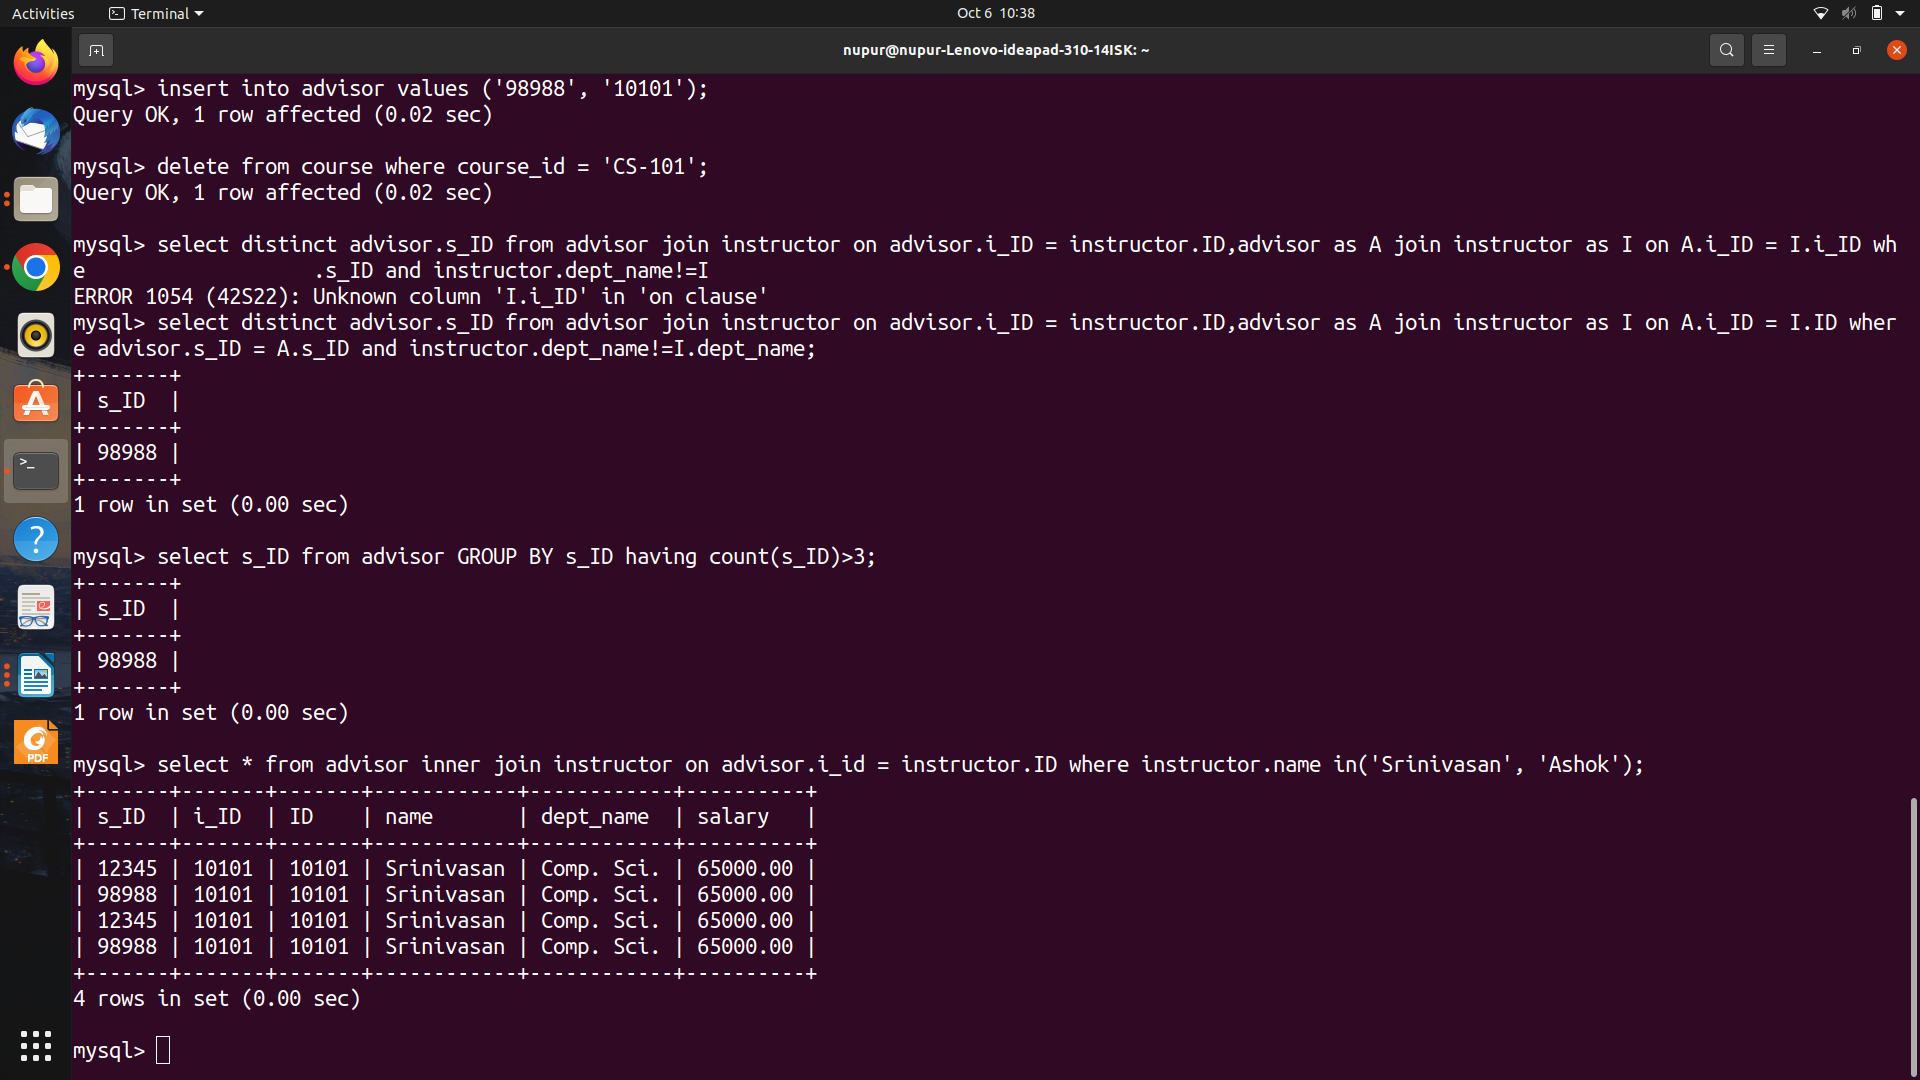 Activities
Terminal
Oct 6 10:38
nupur@nupur-Lenovo-ideapad-310-14ISK: ~
mysql> insert into advisor values ('98988', '10101');
Query OK, 1 row affected (0.02 sec)
mysql> delete from course where course_id = 'CS-101';
Query OK, 1 row affected (0.02 sec)
mysql> select distinct advisor.s_ID from advisor join instructor on advisor.i_ID = instructor.ID,advisor as A join instructor as I on A.i_ID = I.i_ID wh
e                   .s_ID and instructor.dept_name!=I
ERROR 1054 (42S22): Unknown column 'I.i_ID' in 'on clause'
mysql> select distinct advisor.s_ID from advisor join instructor on advisor.i_ID = instructor.ID,advisor as A join instructor as I on A.i_ID = I.ID wher
e advisor.s_ID = A.s_ID and instructor.dept_name!=I.dept_name;
+-------+
| s_ID  |
+-------+
| 98988 |
+-------+
1 row in set (0.00 sec)
mysql> select s_ID from advisor GROUP BY s_ID having count(s_ID)>3;
+-------+
| s_ID  |
+-------+
| 98988 |
+-------+
1 row in set (0.00 sec)
mysql> select * from advisor inner join instructor on advisor.i_id = instructor.ID where instructor.name in('Srinivasan', 'Ashok');
+-------+-------+-------+------------+------------+----------+
| s_ID  | i_ID  | ID    | name       | dept_name  | salary   |
+-------+-------+-------+------------+------------+----------+
| 12345 | 10101 | 10101 | Srinivasan | Comp. Sci. | 65000.00 |
| 98988 | 10101 | 10101 | Srinivasan | Comp. Sci. | 65000.00 |
| 12345 | 10101 | 10101 | Srinivasan | Comp. Sci. | 65000.00 |
| 98988 | 10101 | 10101 | Srinivasan | Comp. Sci. | 65000.00 |
+-------+-------+-------+------------+------------+----------+
4 rows in set (0.00 sec)
mysql>
PDF